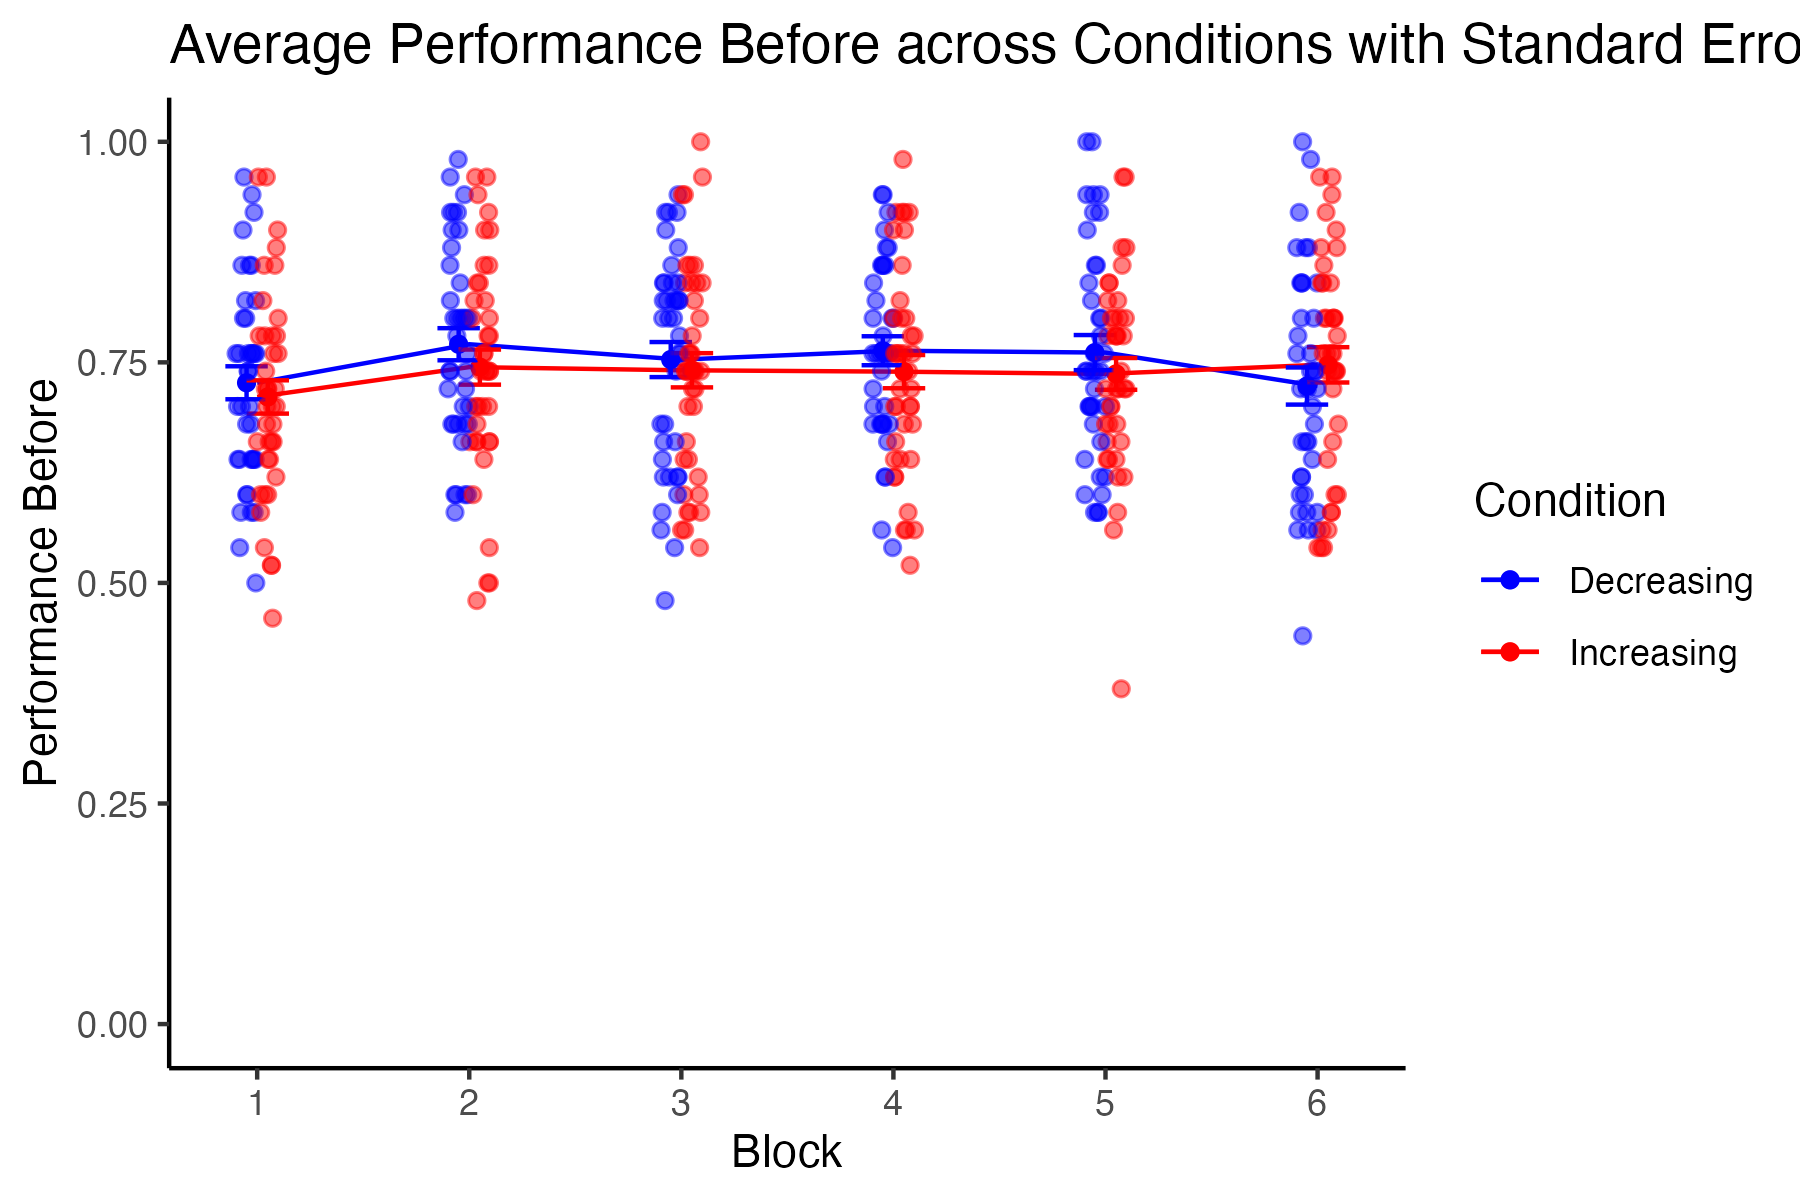 Average Performance Before across Conditions with Standard Erro
Performance Before
1.00
0.75
0.50
0.25
0.00
1 2 3 4 5 6
Block
Condition
Decreasing
Increasing